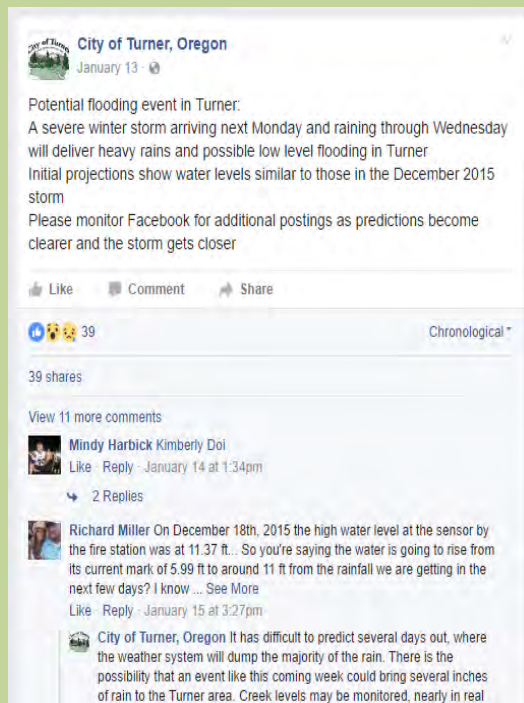 City of Turner, Oregon
January 13
Potential flooding event in Turner:
A severe winter storm arriving next Monday and raining through Wednesday
will deliver heavy rains and possible low level flooding in Turner
Initial projections show water levels similar to those in the December 2015
storm
Please monitor Facebook for additional postings as predictions become
clearer and the storm gets closer
Like Comment Share
39 Chronological
39 shares
View 11 more comments
Mindy Harbick Kimberly Doi
Like · Reply · January 14 at 1:34pm
2 Replies
Richard Miller On December 18th, 2015 the high water level at the sensor by
the fire station was at 11.37 ft... So you're saying the water is going to rise from
its current mark of 5.99 ft to around 11 ft from the rainfall we are getting in the
next few days? I know ... See More
Like · Reply · January 15 at 3:27pm
City of Turner, Oregon It has difficult to predict several days out, where
the weather system will dump the majority of the rain. There is the
possibility that an event like this coming week could bring several inches
of rain to the Turner area. Creek levels may be monitored, nearly in real